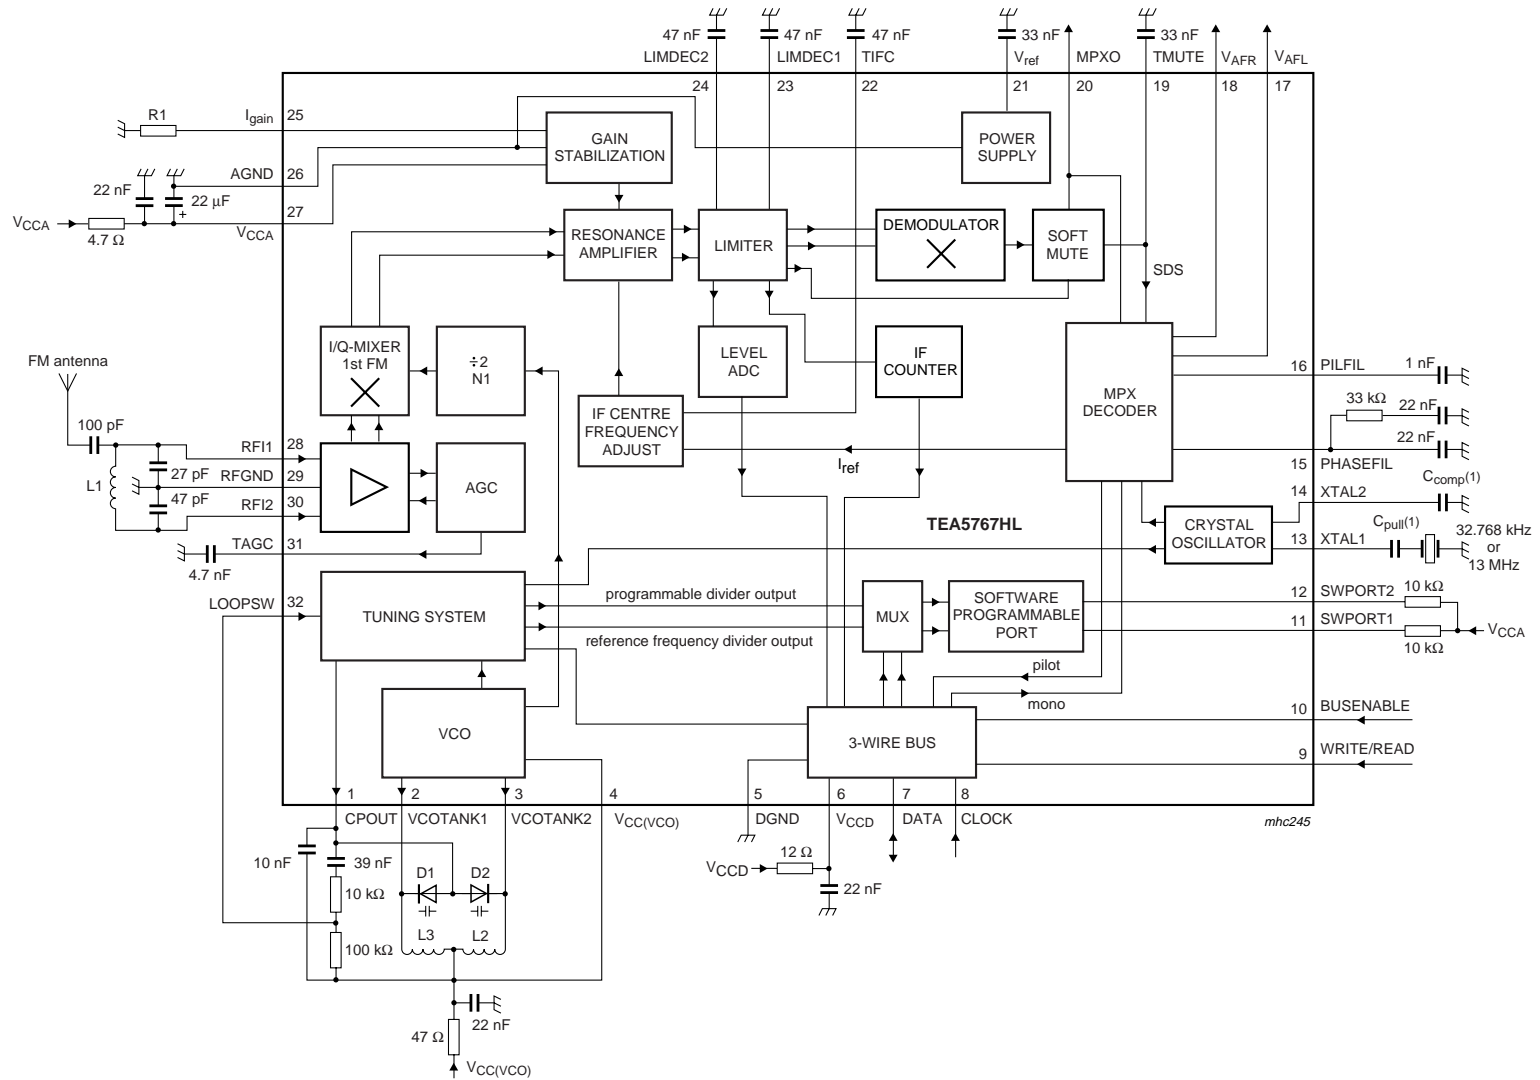 47 nF
47 nF
47 nF
33 nF
33 nF
LIMDEC2
LIMDEC1
TIFC
Vref
MPXO
TMUTE
VAFR
VAFL
24
23
22
21
20
19
18
17
R1
Igain
25
GAIN
STABILIZATION
POWER
SUPPLY
AGND
26
22 nF
22 μF
+
27
VCCA
4.7 Ω
VCCA
RESONANCE
AMPLIFIER
LIMITER
DEMODULATOR
SOFT
MUTE
SDS
I/Q-MIXER
1st FM
÷2
N1
LEVEL
ADC
IF
COUNTER
MPX
DECODER
16
PILFIL
1 nF
33 kΩ
22 nF
22 nF
15
PHASEFIL
FM antenna
100 pF
RFI1
28
27 pF
RFGND
29
L1
47 pF
RFI2
30
AGC
IF CENTRE
FREQUENCY
ADJUST
Iref
TEA5767HL
TAGC
31
4.7 nF
14
XTAL2
Ccomp(1)
CRYSTAL
OSCILLATOR
13
XTAL1
Cpull(1)
32.768 kHz
or
13 MHz
LOOPSW
32
TUNING SYSTEM
programmable divider output
reference frequency divider output
MUX
SOFTWARE
PROGRAMMABLE
PORT
12
SWPORT2
10 kΩ
11
SWPORT1
10 kΩ
VCCA
pilot
mono
VCO
3-WIRE BUS
10
BUSENABLE
9
WRITE/READ
1
2
3
4
5
6
7
8
CPOUT
VCOTANK1
VCOTANK2
VCC(VCO)
DGND
VCCD
DATA
CLOCK
mhc245
10 nF
39 nF
10 kΩ
100 kΩ
D1
D2
L3
L2
VCCD
12 Ω
22 nF
22 nF
47 Ω
VCC(VCO)